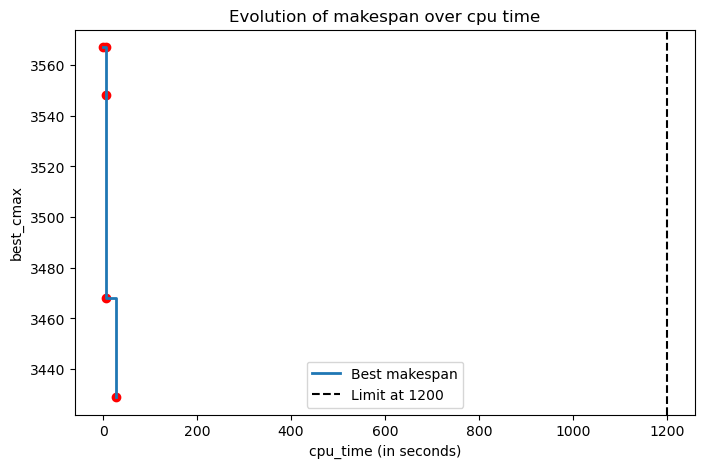 Evolution of makespan over cpu time
best_cmax
3560
3540
3520
3500
3480
3460
3440
Best makespan
Limit at 1200
0
200
400
600
800
1000
1200
cpu_time (in seconds)